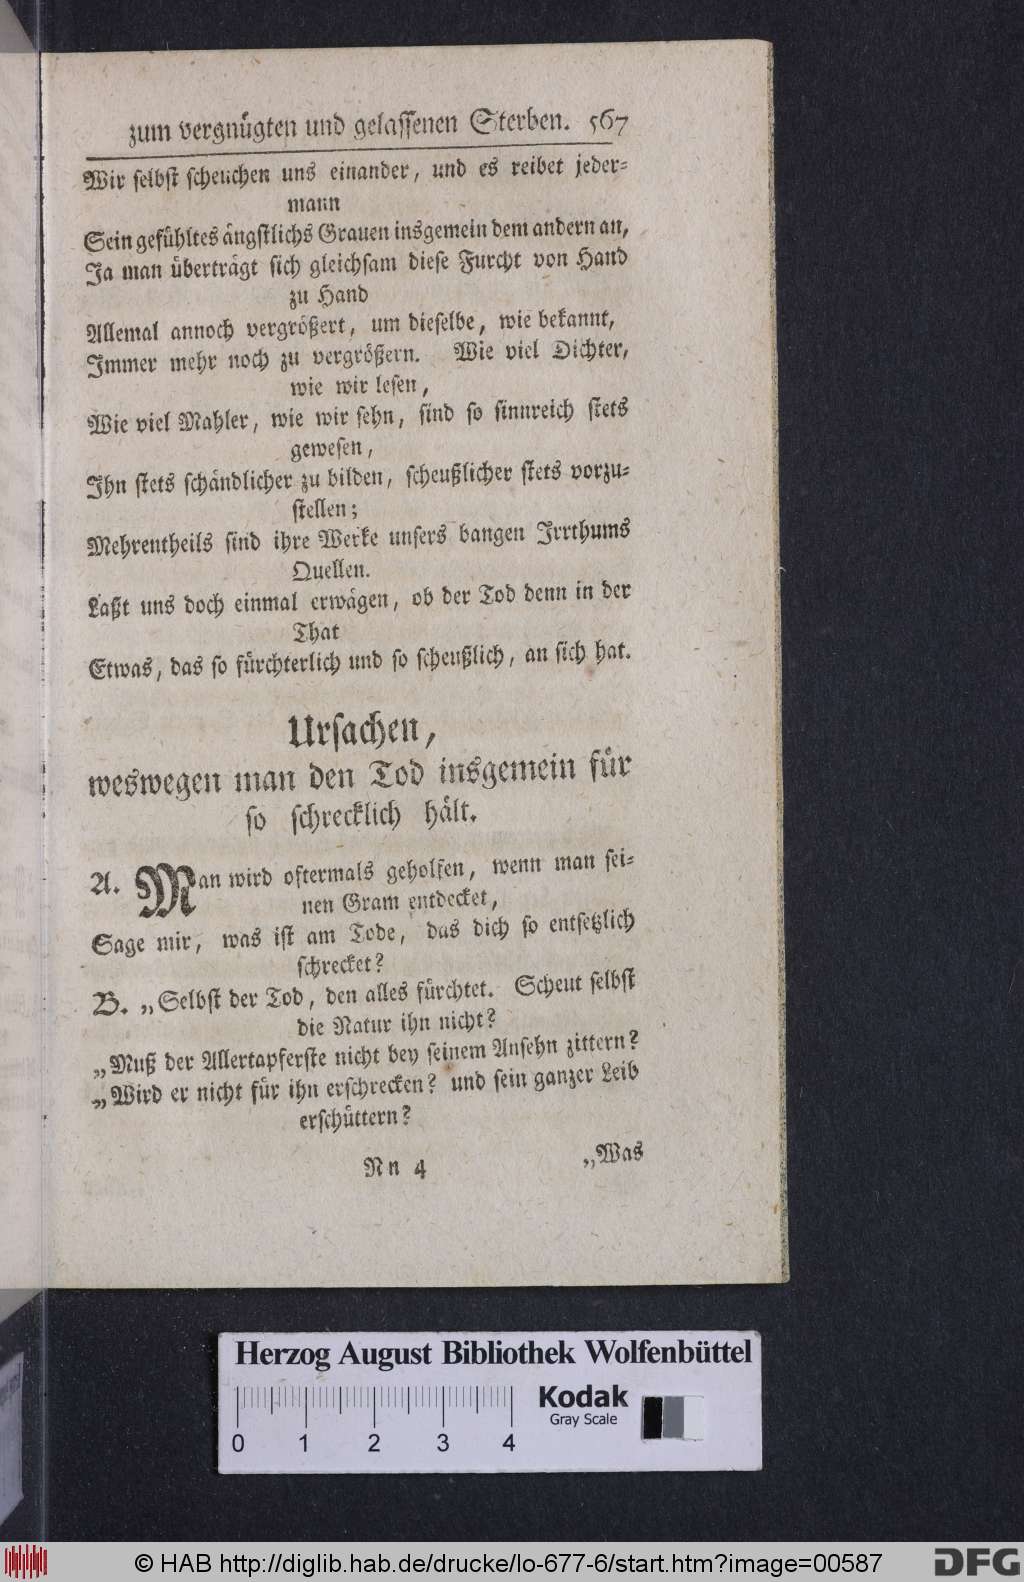 zum vergnügten und gelassenen Sterben. 567
Wir selbst scheuchen uns einander, und es reibet jeder-
mann
Sein gefühltes ängstlichs Grauen insgemein dem andern an,
Ja man überträgt sich gleichsam diese Furcht von Hand
zu Hand
Allemal annoch vergrößert, um dieselbe, wie bekannt,
Immer mehr noch zu vergrößern. Wie viel Dichter,
wie wir lesen,
Wie viel Mahler, wie wir sehn, sind so sinnreich stets
gewesen,
Ihn stets schändlicher zu bilden, scheußlicher stets vorzu-
stellen;
Mehrentheils sind ihre Werke unsers bangen Irrthums
Quellen.
Laßt uns doch einmal erwägen, ob der Tod denn in der
That
Etwas, das so fürchterlich und so scheußlich, an sich hat.
Ursachen,
weswegen man den Tod insgemein für
so schrecklich hält.
A. Man wird oftermals geholfen, wenn man sei-
nen Gram entdecket,
Sage mir, was ist am Tode, das dich so entsetzlich
schrecket?
B. „Selbst der Tod, den alles fürchtet. Scheut selbst
die Natur ihn nicht?
„Muß der Allertapferste nicht bey seinem Ansehn zittern?
„Wird er nicht für ihn erschrecken? und sein ganzer Leib
erschüttern?
Nn 4 „Was
Herzog August Bibliothek Wolfenbüttel
Kodak
Gray Scale
0 1 2 3 4
© HAB http://diglib.hab.de/drucke/lo-677-6/start.htm?image=00587
DFG